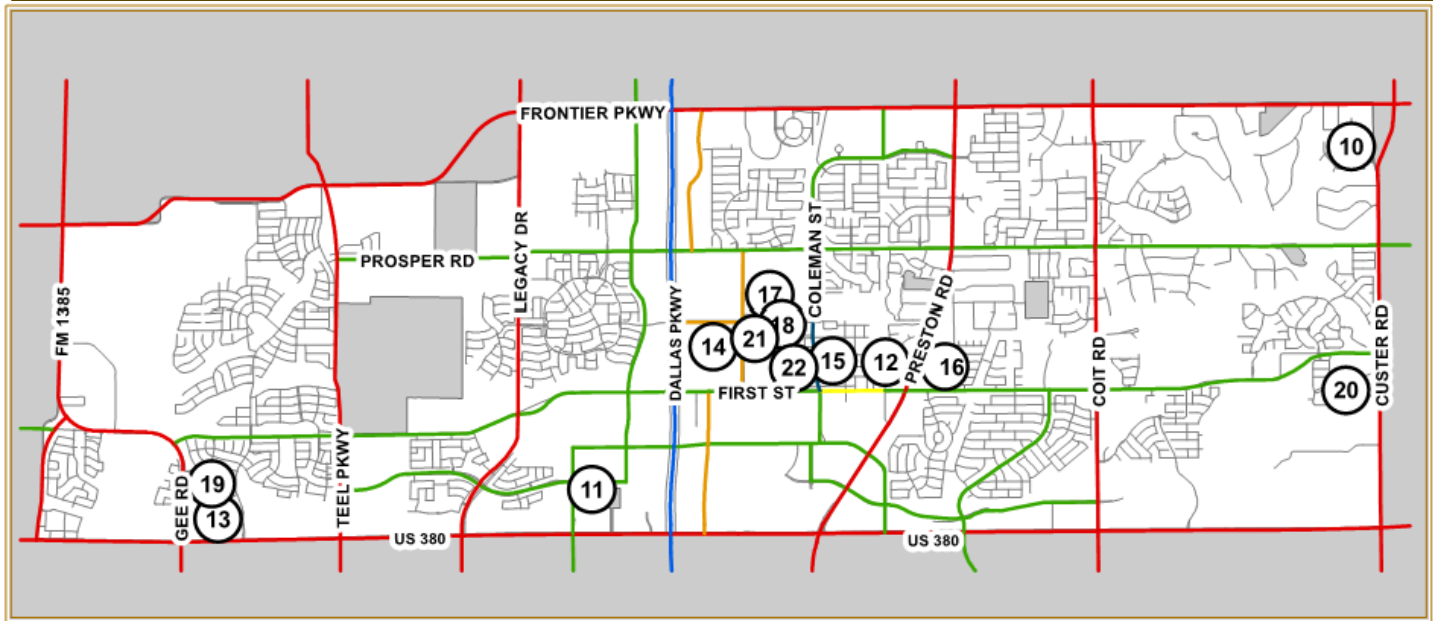 FRONTIER PKWY
10
COLEMAN ST
LEGACY DR
PROSPER RD
17
FM 1385
DALLAS PKWY
PRESTON RD
18
21
14
COIT RD
CUSTER RD
15
12
22
16
FIRST ST
20
TEEL PKWY
19
GEE RD
11
13
US 380
US 380